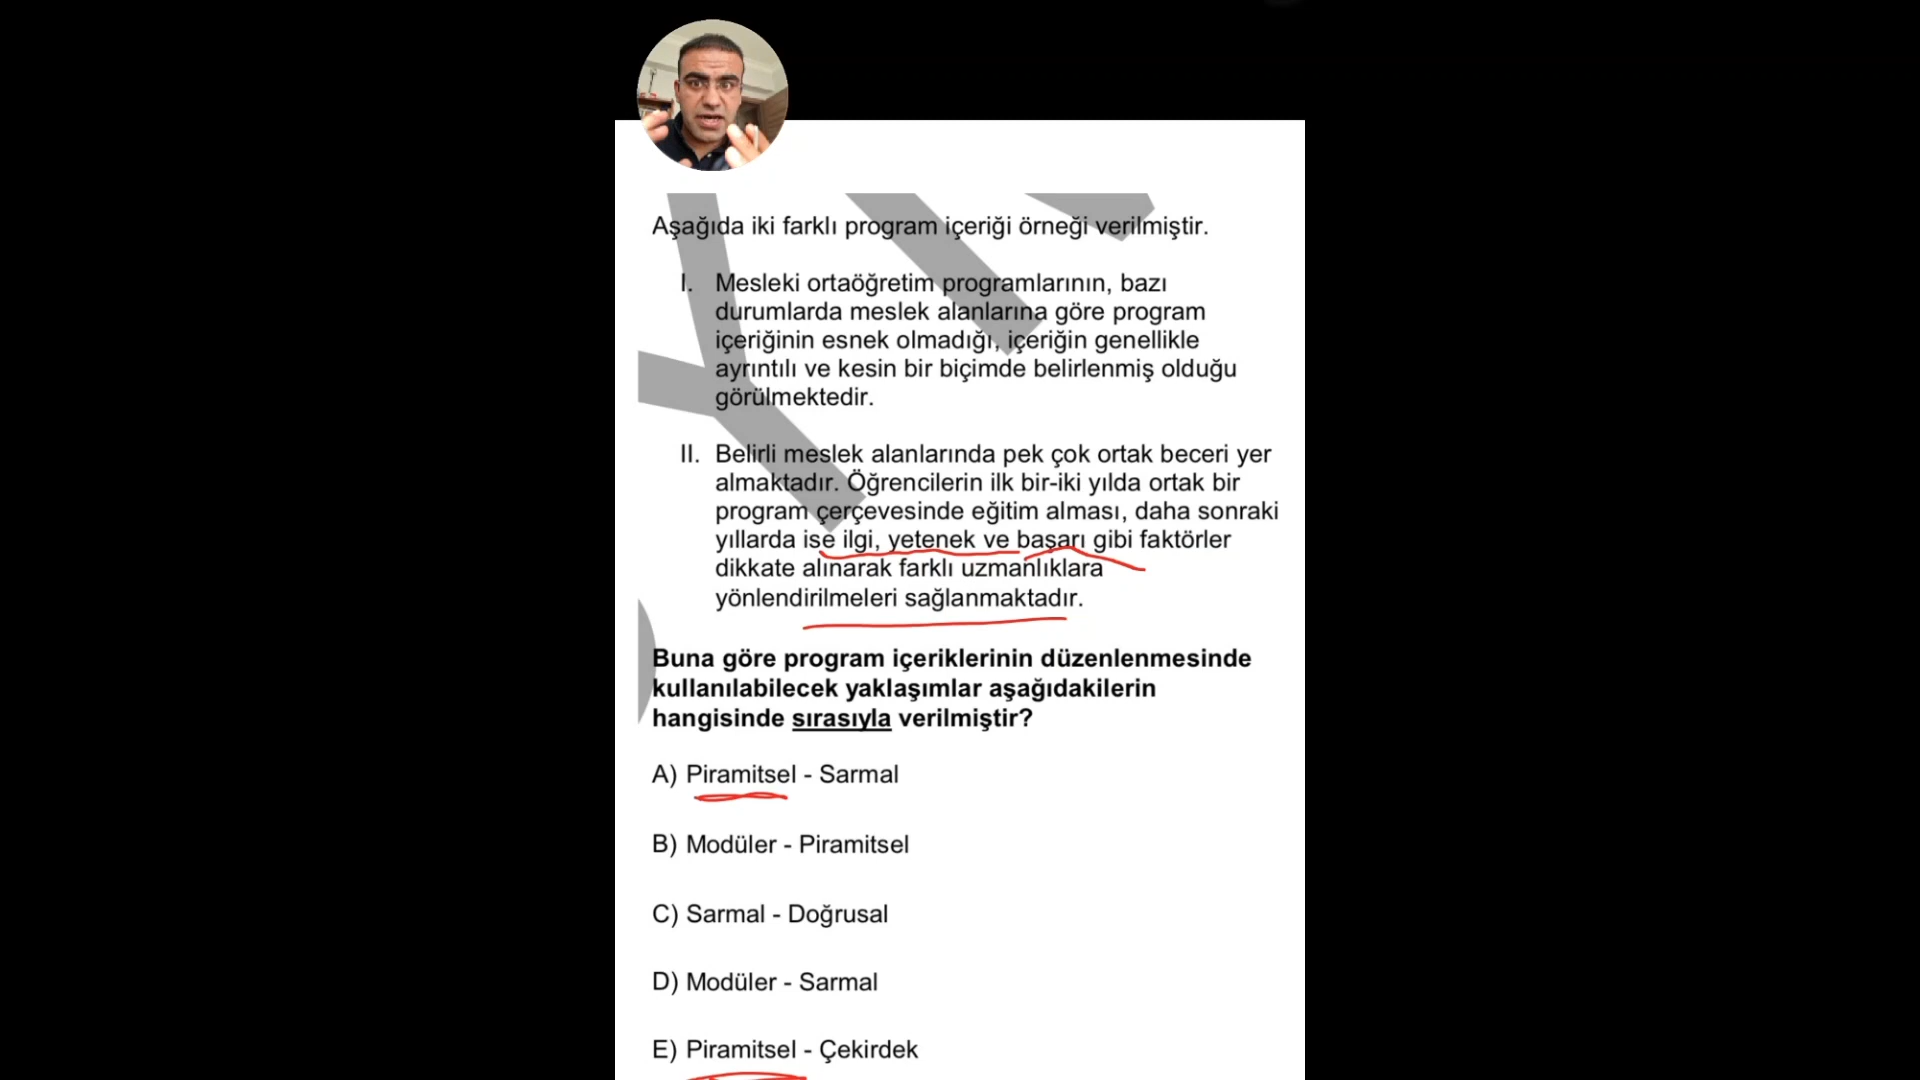 Aşağıda iki farklı program içeriği örneği verilmiştir.
I. Mesleki ortaöğretim programlarının, bazı
durumlarda meslek alanlarına göre program
içeriğinin esnek olmadığı, içeriğin genellikle
ayrıntılı ve kesin bir biçimde belirlenmiş olduğu
görülmektedir.
II. Belirli meslek alanlarında pek çok ortak beceri yer
almaktadır. Öğrencilerin ilk bir-iki yılda ortak bir
program çerçevesinde eğitim alması, daha sonraki
yıllarda ise ilgi, yetenek ve başarı gibi faktörler
dikkate alınarak farklı uzmanlıklara
yönlendirilmeleri sağlanmaktadır.
Buna göre program içeriklerinin düzenlenmesinde
kullanılabilecek yaklaşımlar aşağıdakilerin
hangisinde sırasıyla verilmiştir?
A) Piramitsel - Sarmal
B) Modüler - Piramitsel
C) Sarmal - Doğrusal
D) Modüler - Sarmal
E) Piramitsel - Çekirdek